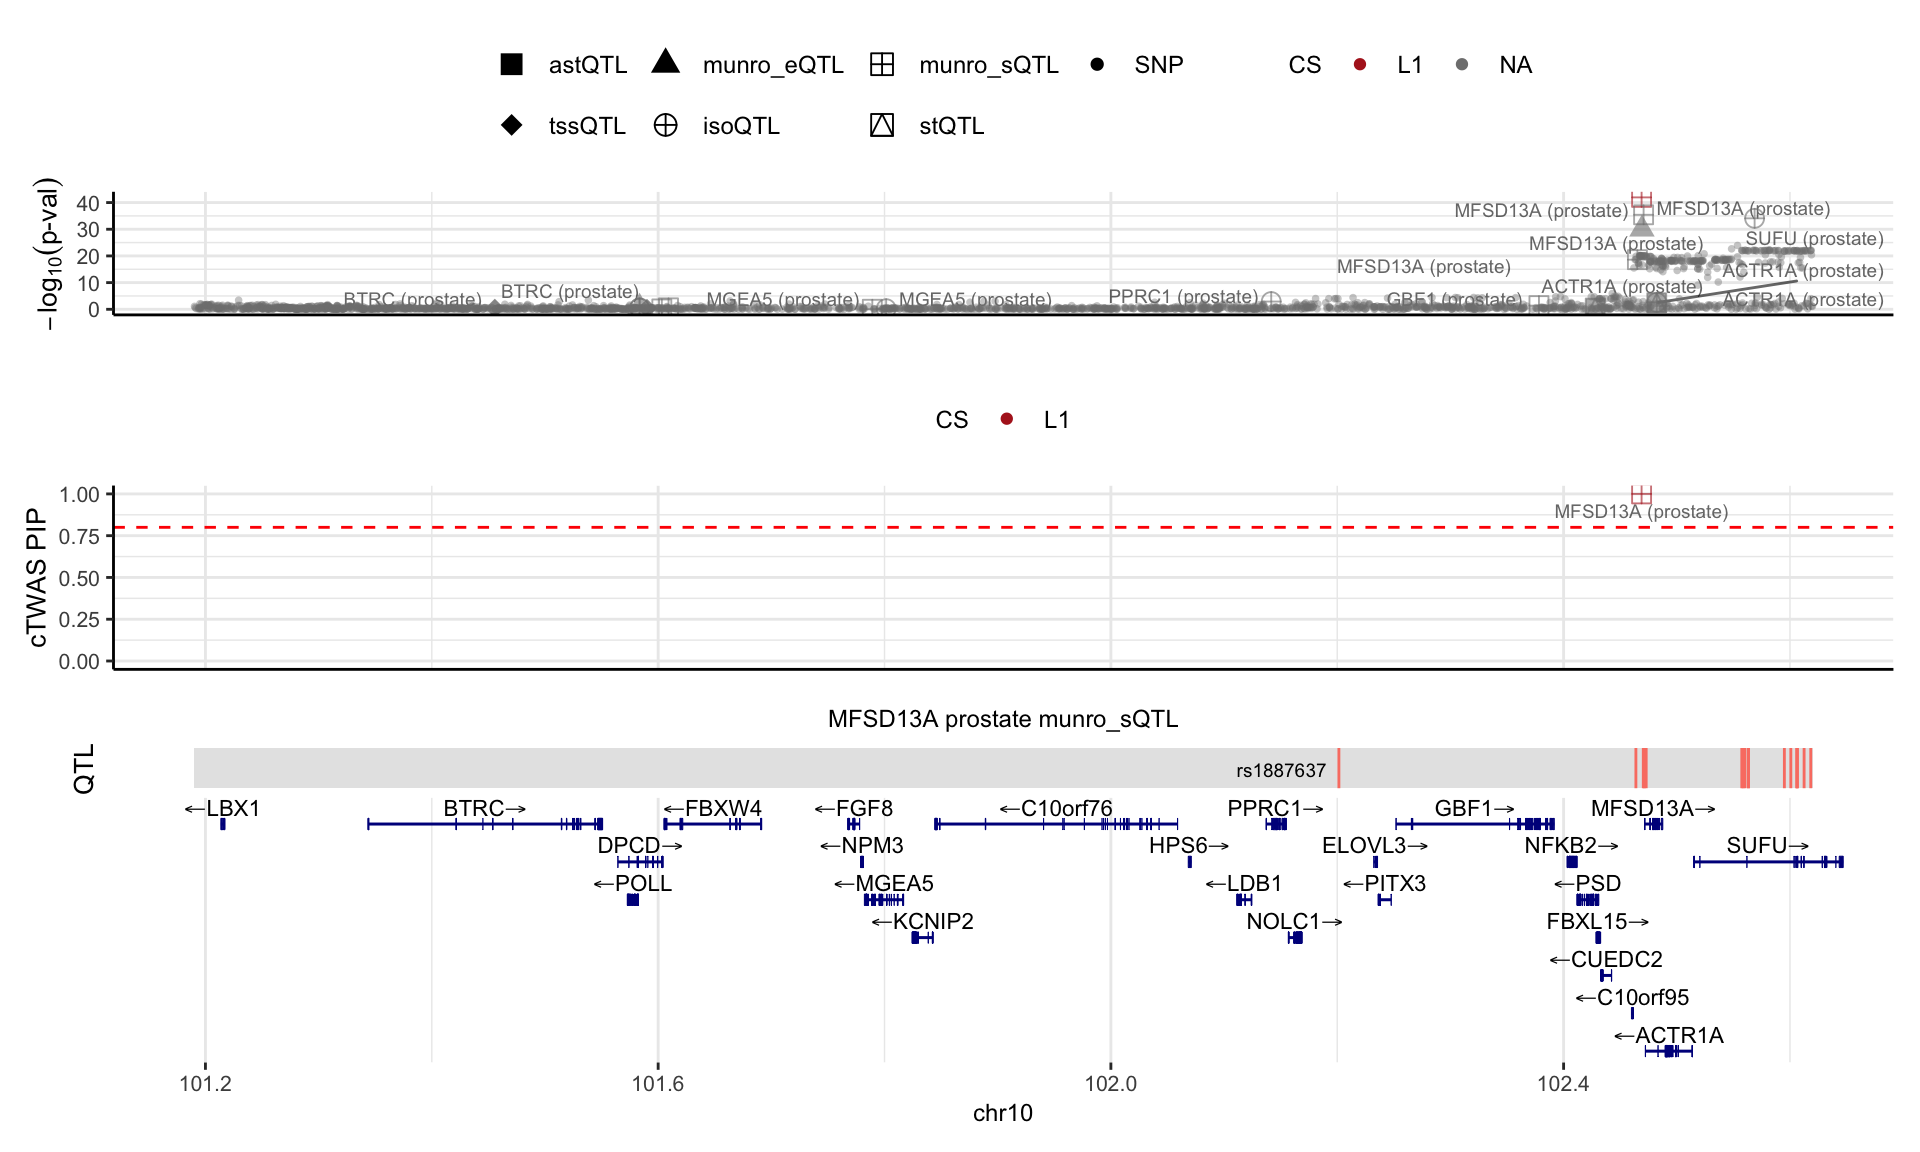 astQTL munro_eQTL munro_sQTL SNP CS L1 NA
tssQTL isoQTL stQTL
−log10(p-val)
40
30
20
10
0
MFSD13A (prostate) MFSD13A (prostate)
MFSD13A (prostate) SUFU (prostate)
MFSD13A (prostate) ACTR1A (prostate)
BTRC (prostate) BTRC (prostate) MGEA5 (prostate) MGEA5 (prostate) PPRC1 (prostate) GBF1 (prostate) ACTR1A (prostate) ACTR1A (prostate)
CS L1
cTWAS PIP
1.00
MFSD13A (prostate)
0.75
0.50
0.25
0.00
MFSD13A prostate munro_sQTL
QTL
rs1887637
←LBX1 BTRC→ ←FBXW4 ←FGF8 ←C10orf76 PPRC1→ GBF1→ MFSD13A→
DPCD→ ←NPM3 HPS6→ ELOVL3→ NFKB2→ SUFU→
←POLL ←MGEA5 ←LDB1 ←PITX3 ←PSD
←KCNIP2 NOLC1→ FBXL15→
←CUEDC2
←C10orf95
←ACTR1A
101.2 101.6 102.0 102.4
chr10